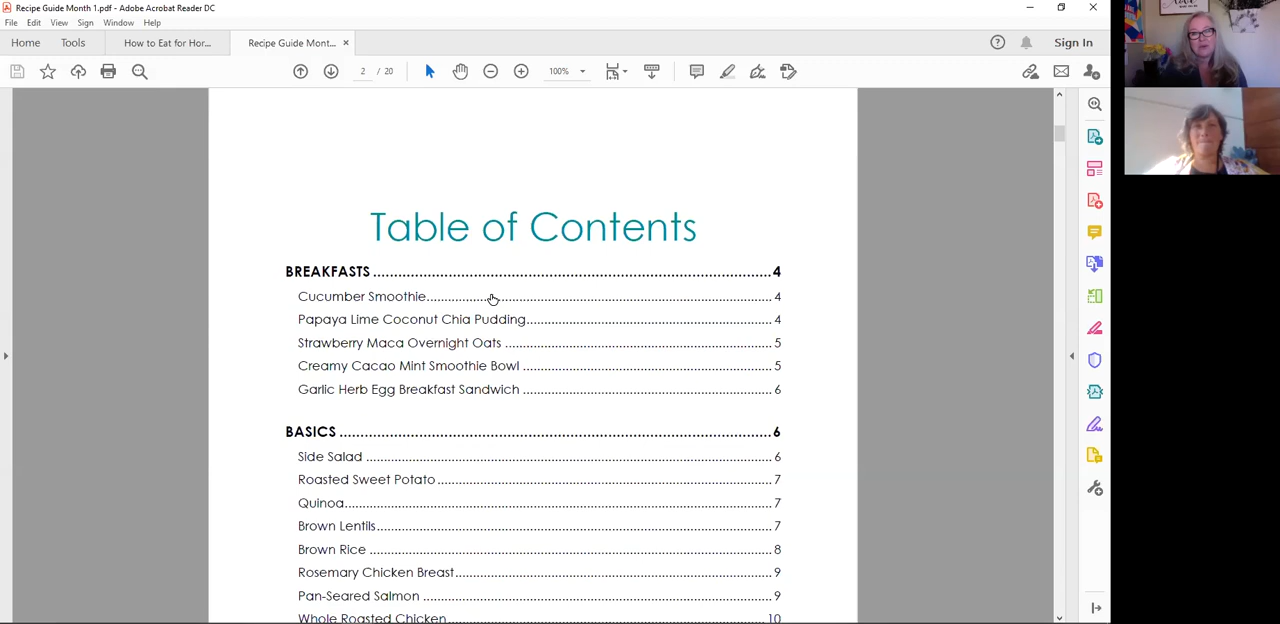 Recipe Guide Month 1.pdf - Adobe Acrobat Reader DC
File Edit View Sign Window Help
Home Tools How to Eat for Hor... Recipe Guide Mont... × Sign In
2 / 20 100%
Table of Contents
BREAKFASTS 4
Cucumber Smoothie 4
Papaya Lime Coconut Chia Pudding 4
Strawberry Maca Overnight Oats 5
Creamy Cacao Mint Smoothie Bowl 5
Garlic Herb Egg Breakfast Sandwich 6
BASICS 6
Side Salad 6
Roasted Sweet Potato 7
Quinoa 7
Brown Lentils 7
Brown Rice 8
Rosemary Chicken Breast 9
Pan-Seared Salmon 9
Whole Roasted Chicken 10